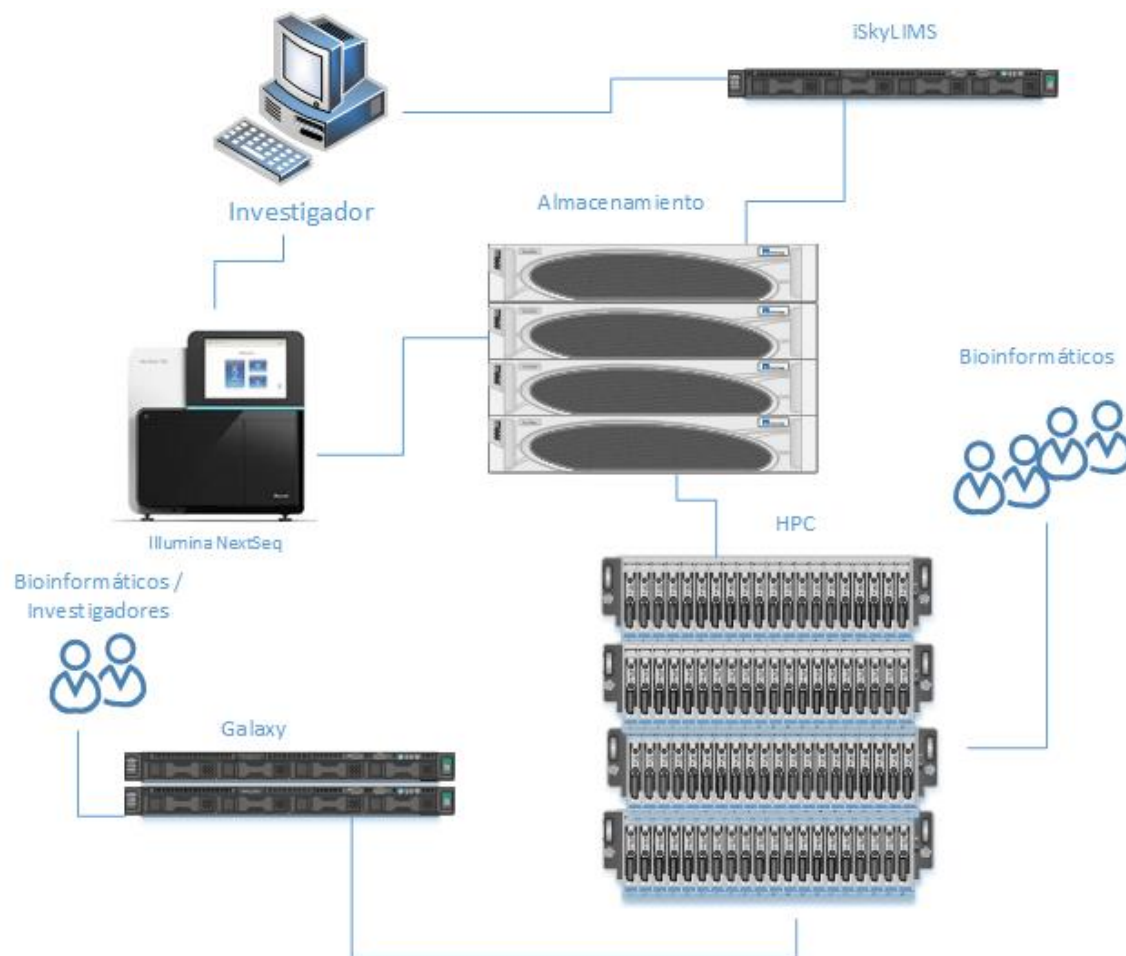 iSkyLIMS
Investigador
Almacenamiento
Bioinformáticos
Illumina NextSeq
HPC
Bioinformáticos /
Investigadores
Galaxy